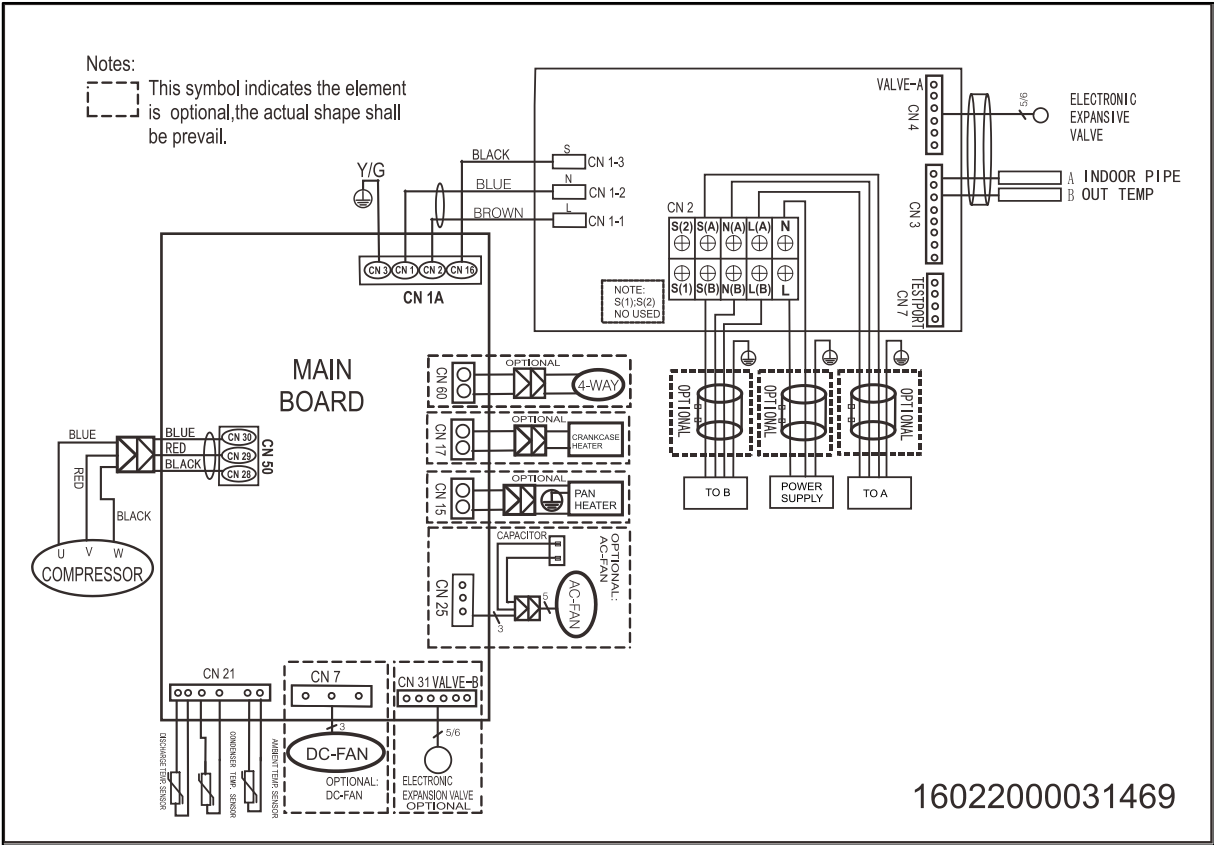 Notes:
This symbol indicates the element
is optional,the actual shape shall
be prevail.
Y/G
BLACK
BLUE
BROWN
S
N
L
CN 1-3
CN 1-2
CN 1-1
CN 3
CN 1
CN 2
CN 16
CN 1A
VALVE-A
CN 4
5/6
ELECTRONIC
EXPANSIVE
VALVE
A INDOOR PIPE
B OUT TEMP
CN 3
TESTPORT
CN 7
CN 2
S(2) S(A) N(A) L(A) N
S(1) S(B) N(B) L(B) L
NOTE:
S(1);S(2)
NO USED
OPTIONAL
OPTIONAL
OPTIONAL
TO B
POWER
SUPPLY
TO A
MAIN
BOARD
CN 60
OPTIONAL
4-WAY
CN 17
OPTIONAL
CRANKCASE
HEATER
CN 15
OPTIONAL
PAN
HEATER
CAPACITOR
OPTIONAL:
AC-FAN
CN 25
3
5
AC-FAN
BLUE
RED
BLACK
CN 30
CN 29
CN 28
CN 50
BLUE
RED
BLACK
U V W
COMPRESSOR
CN 21
DISCHARGE TEMP. SENSOR
CONDENSER TEMP. SENSOR
AMBIENT TEMP. SENSOR
CN 7
3
DC-FAN
OPTIONAL:
DC-FAN
CN 31 VALVE-B
5/6
ELECTRONIC
EXPANSION VALVE
OPTIONAL
16022000031469